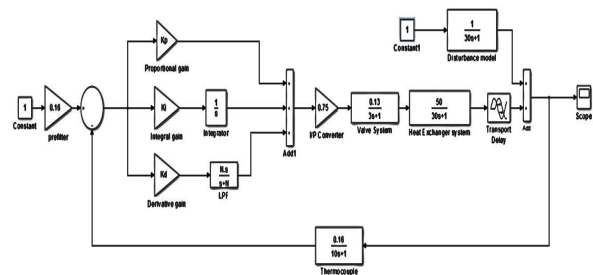 1
Constant
0.16
prefilter
Kp
Proportional gain
Ki
Integral gain
1
s
Integrator
Kd
Derivative gain
N.s
s+N
LPF
Add1
0.75
I/P Converter
0.13
3s+1
Valve System
50
30s+1
Heat Exchanger system
Transport
Delay
1
Constant1
1
30s+1
Disturbance model
Add
Scope
0.16
10s+1
Thermocouple